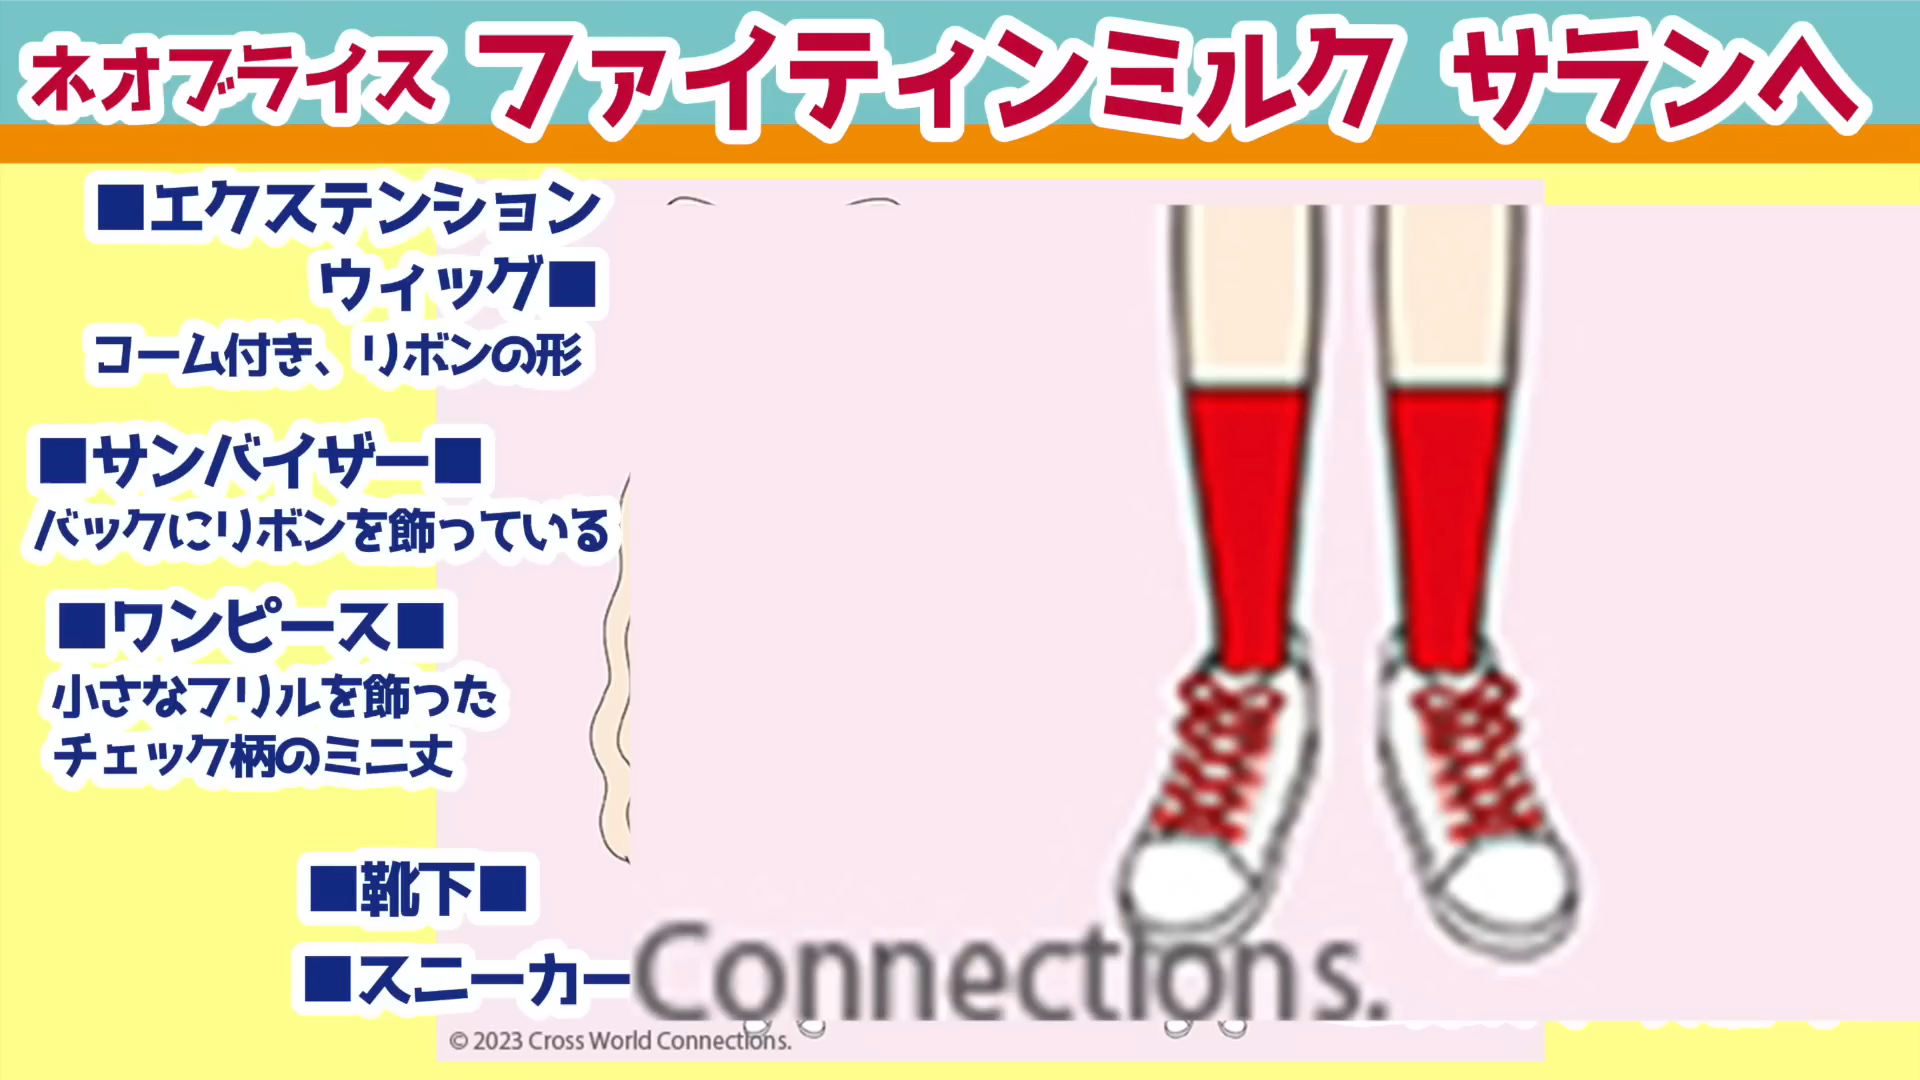 ネオブライス ファイティンミルク サランヘ
■エクステンション
ウィッグ■
コーム付き、リボンの形
■サンバイザー■
バックにリボンを飾っている
■ワンピース■
小さなフリルを飾った
チェック柄のミニ丈
■靴下■
■スニーカー
Connections.
© 2023 Cross World Connections.